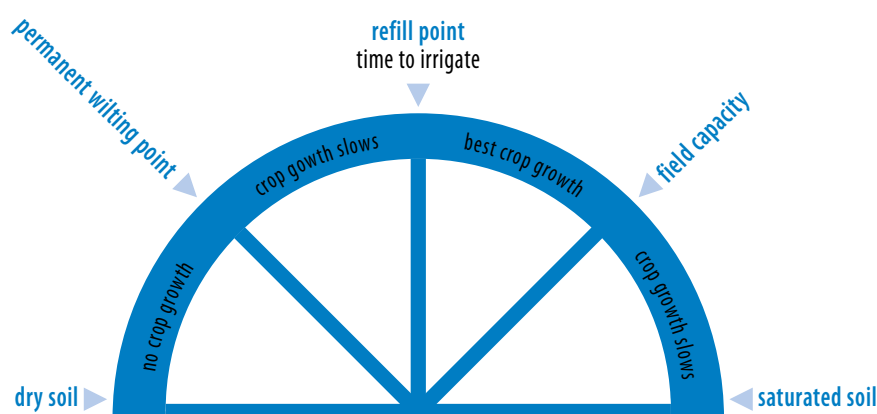 permanent wilting point
refill point
time to irrigate
field capacity
crop gowth slows
best crop growth
no crop growth
crop growth slows
dry soil
saturated soil